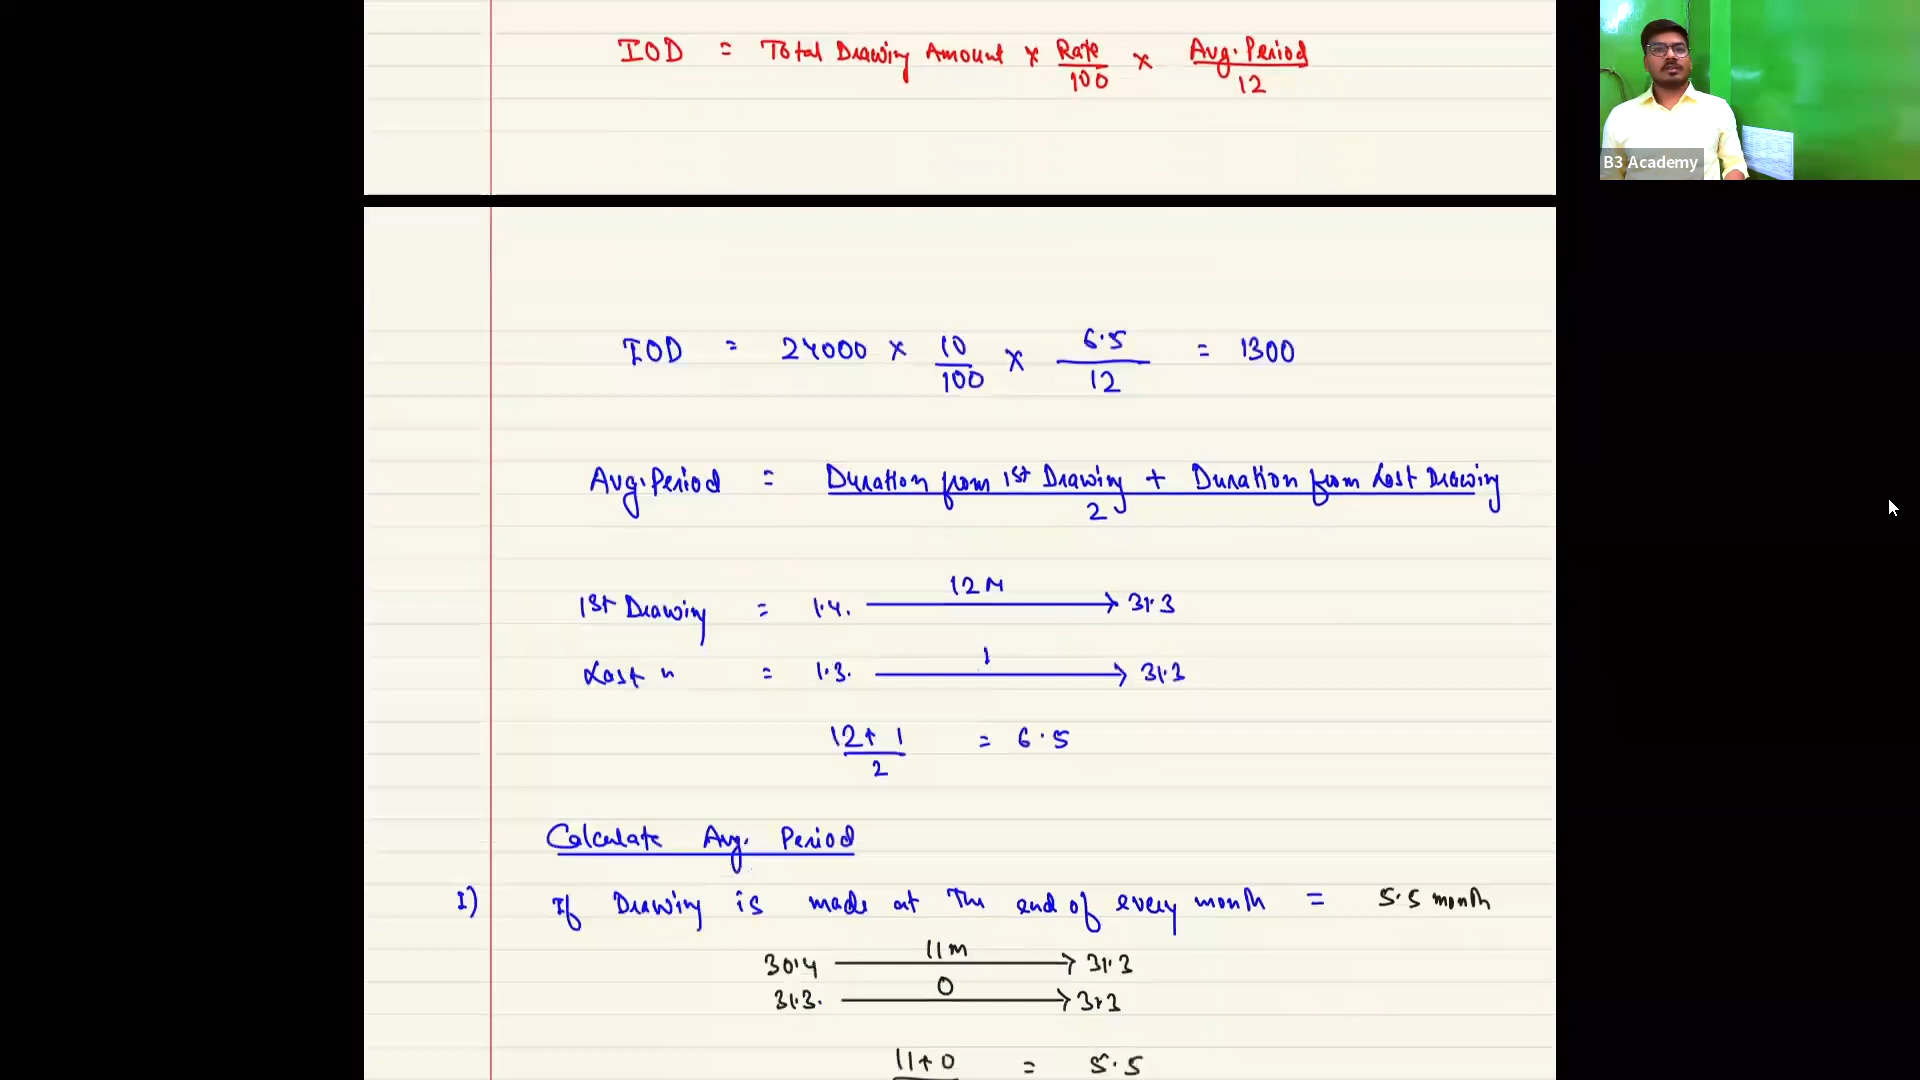 IOD = Total Drawing Amount × Rate/100 × Avg. Period/12
B3 Academy
IOD = 24000 × 10/100 × 6.5/12 = 1300
Avg. Period = Duration from 1st Drawing + Duration from Last Drawing / 2
1st Drawing = 1.4. 12M → 31.3
Last " = 1.3. 1 → 31.3
12+1/2 = 6.5
Calculate Avg. Period
I) If Drawing is made at The end of every month = 5.5 month
30.4 11m → 31.3
31.3. 0 → 31.3
11+0 = 5.5